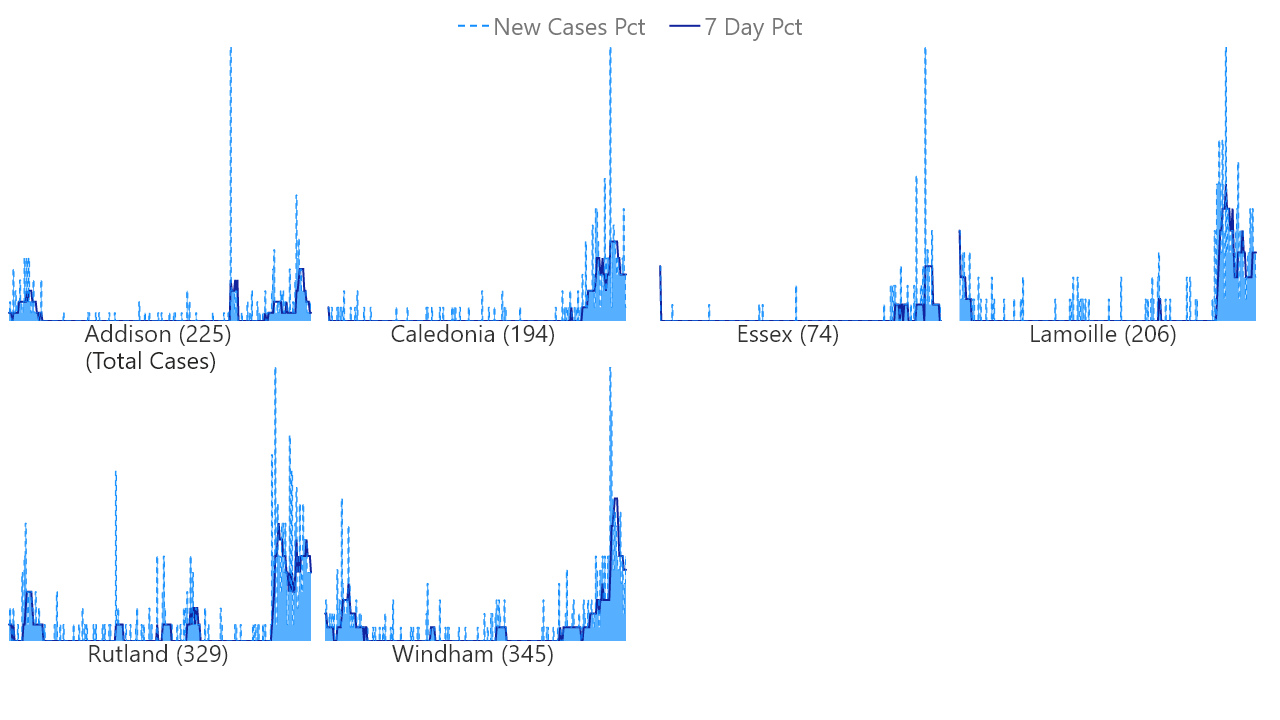 New Cases Pct 7 Day Pct
Addison (225)
(Total Cases)
Caledonia (194)
Essex (74)
Lamoille (206)
Rutland (329)
Windham (345)